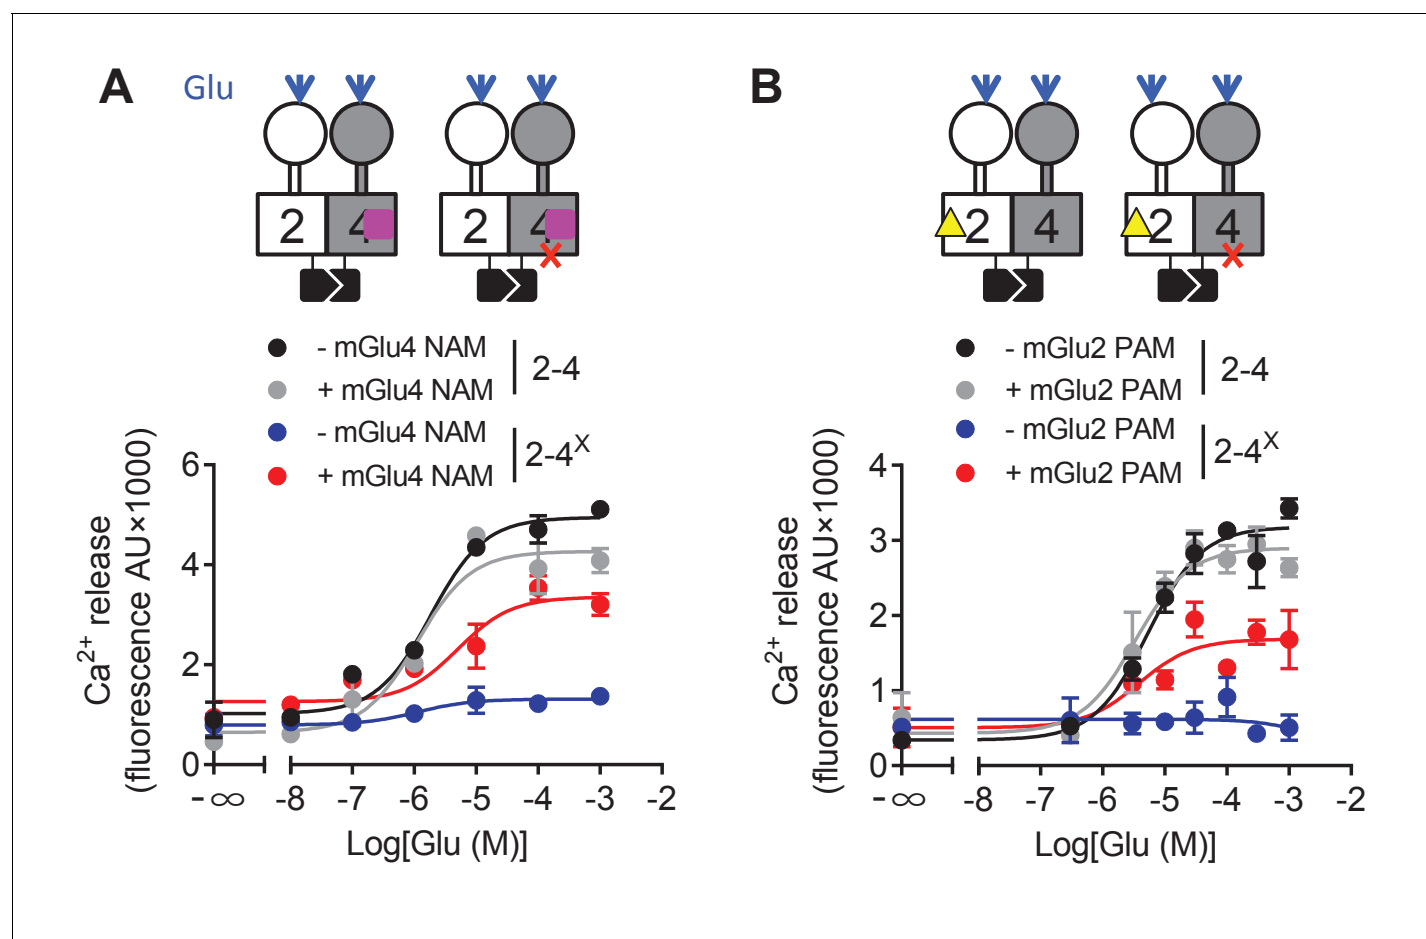 A
Glu
2 4
2 4
- mGlu4 NAM
+ mGlu4 NAM
2-4
- mGlu4 NAM
+ mGlu4 NAM
2-4X
Ca2+ release
(fluorescence AU×1000)
6
4
2
0
-∞ -8 -7 -6 -5 -4 -3 -2
Log[Glu (M)]
B
2 4
2 4
- mGlu2 PAM
+ mGlu2 PAM
2-4
- mGlu2 PAM
+ mGlu2 PAM
2-4X
Ca2+ release
(fluorescence AU×1000)
4
3
2
1
0
-∞ -8 -7 -6 -5 -4 -3 -2
Log[Glu (M)]